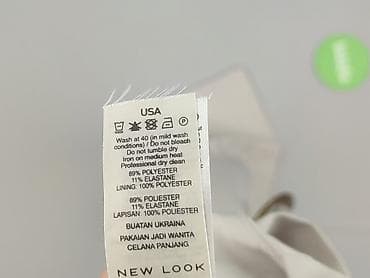 USA
Wash at 40 (in mild wash
conditions) / Do not bleach
Do not tumble dry
Iron on medium heat
Professional dry clean
89% POLYESTER
11% ELASTANE
LINING: 100% POLYESTER
89% POLIESTER
11% ELASTANE
LAPISAN: 100% POLIESTER
BUATAN UKRAINA
PAKAIAN JADI WANITA
CELANA PANJANG
NEW LOOK